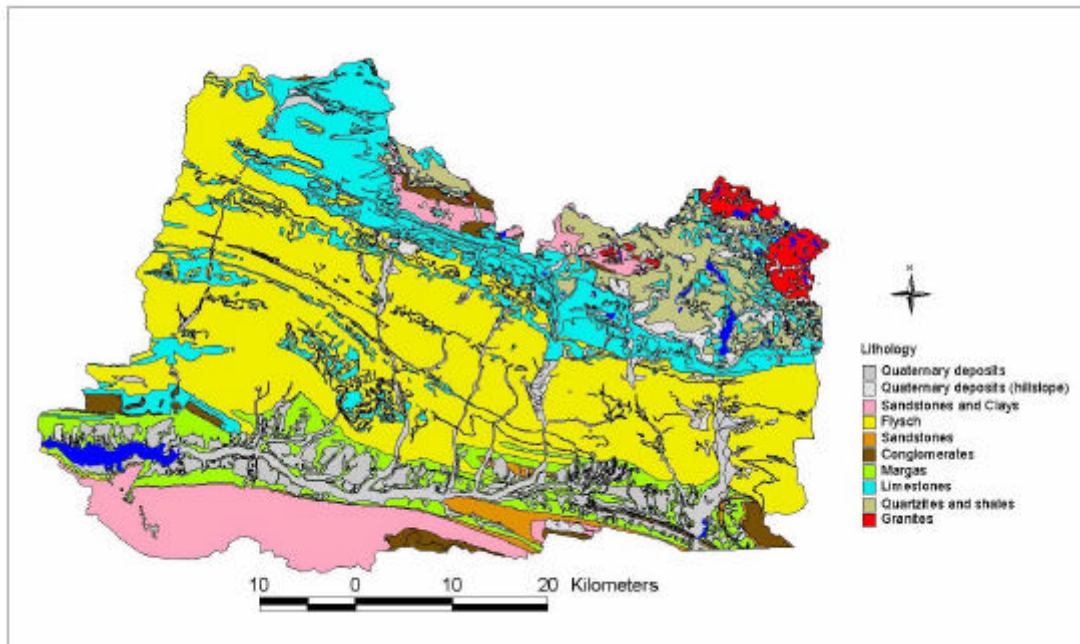 N
Lithology
Quaternary deposits
Quaternary deposits (hillslope)
Sandstones and Clays
Flysch
Sandstones
Conglomerates
Margas
Limestones
Quartzites and shales
Granites
10 0 10 20 Kilometers